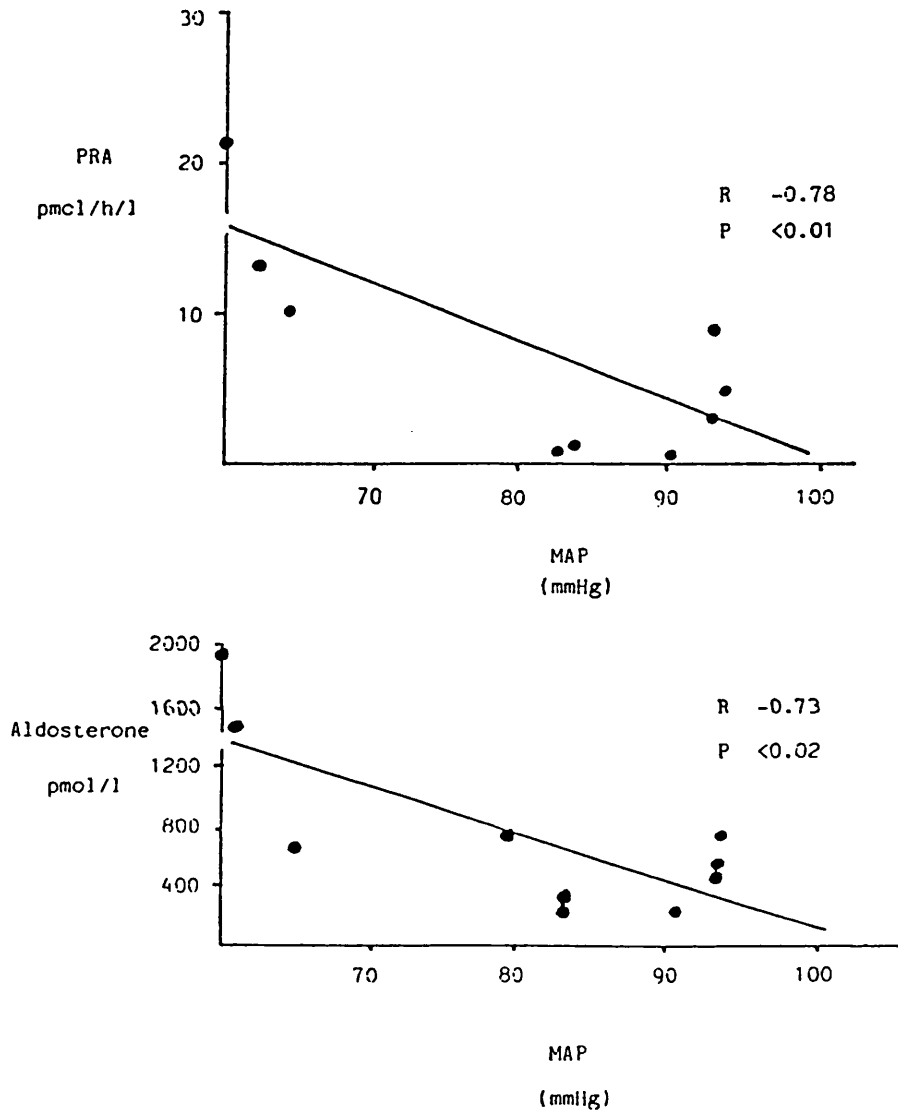 30
PRA
20
pmcl/h/l
R -0.78
P <0.01
10
70 80 90 100
MAP
(mmHg)
2000
1600
R -0.73
Aldosterone
P <0.02
1200
pmol/l
800
400
70 80 90 100
MAP
(mmHg)